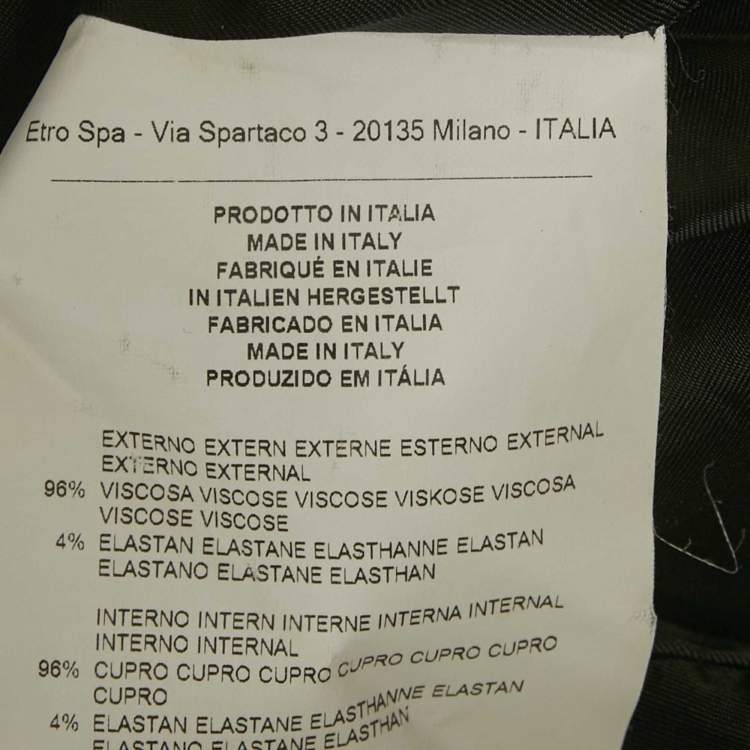 Etro Spa - Via Spartaco 3 - 20135 Milano - ITALIA
PRODOTTO IN ITALIA
MADE IN ITALY
FABRIQUÉ EN ITALIE
IN ITALIEN HERGESTELLT
FABRICADO EN ITALIA
MADE IN ITALY
PRODUZIDO EM ITÁLIA
EXTERNO EXTERN EXTERNE ESTERNO EXTERNAL
EXTERNO EXTERNAL
96% VISCOSA VISCOSE VISCOSE VISKOSE VISCOSA
VISCOSE VISCOSE
4% ELASTAN ELASTANE ELASTHANNE ELASTAN
ELASTANO ELASTANE ELASTHAN
INTERNO INTERN INTERNE INTERNA INTERNAL
INTERNO INTERNAL
96% CUPRO CUPRO CUPRO CUPRO CUPRO CUPRO
CUPRO
4% ELASTAN ELASTANE ELASTHANNE ELASTAN
ELASTANO ELASTANE ELASTHAN